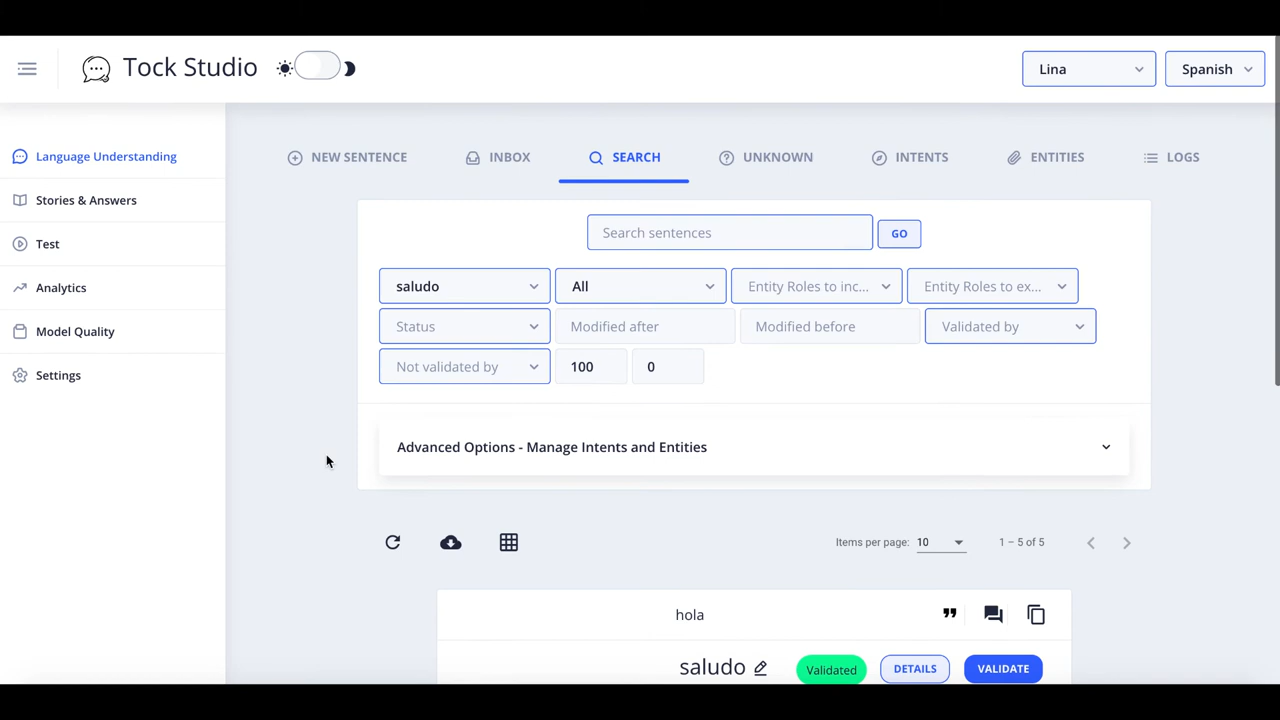 Tock Studio
Lina
Spanish
Language Understanding
Stories & Answers
Test
Analytics
Model Quality
Settings
NEW SENTENCE
INBOX
SEARCH
UNKNOWN
INTENTS
ENTITIES
LOGS
Search sentences
GO
saludo
All
Entity Roles to inc...
Entity Roles to ex...
Status
Modified after
Modified before
Validated by
Not validated by
100
0
Advanced Options - Manage Intents and Entities
Items per page: 10
1 – 5 of 5
hola
saludo
Validated
DETAILS
VALIDATE